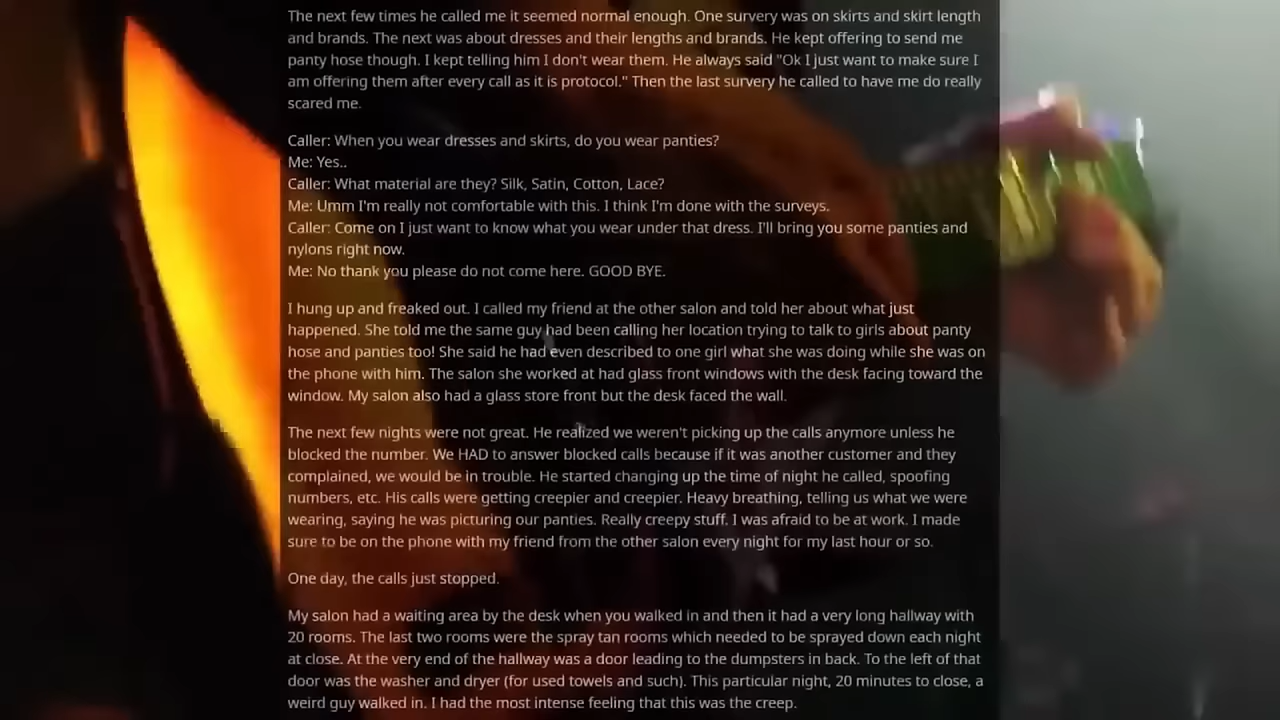 The next few times he called me it seemed normal enough. One survery was on skirts and skirt length
and brands. The next was about dresses and their lengths and brands. He kept offering to send me
panty hose though. I kept telling him I don't wear them. He always said "Ok I just want to make sure I
am offering them after every call as it is protocol." Then the last survery he called to have me do really
scared me.
Caller: When you wear dresses and skirts, do you wear panties?
Me: Yes..
Caller: What material are they? Silk, Satin, Cotton, Lace?
Me: Umm I'm really not comfortable with this. I think I'm done with the surveys.
Caller: Come on I just want to know what you wear under that dress. I'll bring you some panties and
nylons right now.
Me: No thank you please do not come here. GOOD BYE.
I hung up and freaked out. I called my friend at the other salon and told her about what just
happened. She told me the same guy had been calling her location trying to talk to girls about panty
hose and panties too! She said he had even described to one girl what she was doing while she was on
the phone with him. The salon she worked at had glass front windows with the desk facing toward the
window. My salon also had a glass store front but the desk faced the wall.
The next few nights were not great. He realized we weren't picking up the calls anymore unless he
blocked the number. We HAD to answer blocked calls because if it was another customer and they
complained, we would be in trouble. He started changing up the time of night he called, spoofing
numbers, etc. His calls were getting creepier and creepier. Heavy breathing, telling us what we were
wearing, saying he was picturing our panties. Really creepy stuff. I was afraid to be at work. I made
sure to be on the phone with my friend from the other salon every night for my last hour or so.
One day, the calls just stopped.
My salon had a waiting area by the desk when you walked in and then it had a very long hallway with
20 rooms. The last two rooms were the spray tan rooms which needed to be sprayed down each night
at close. At the very end of the hallway was a door leading to the dumpsters in back. To the left of that
door was the washer and dryer (for used towels and such). This particular night, 20 minutes to close, a
weird guy walked in. I had the most intense feeling that this was the creep.